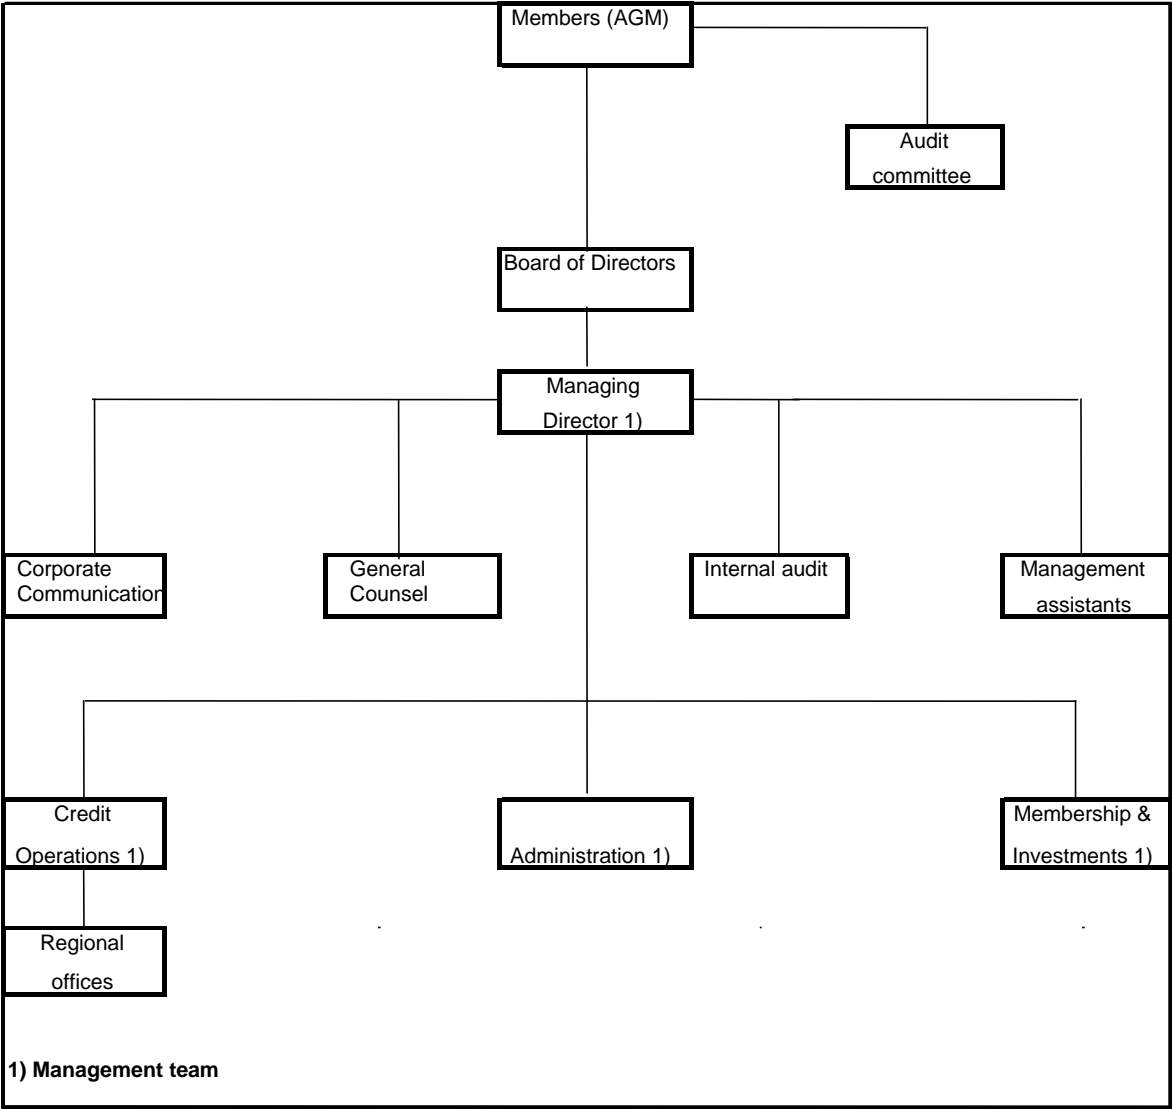 Members (AGM)
Audit
committee
Board of Directors
Managing
Director 1)
Corporate
Communication
General
Counsel
Internal audit
Management
assistants
Credit
Operations 1)
Administration 1)
Membership &
Investments 1)
Regional
offices
1) Management team